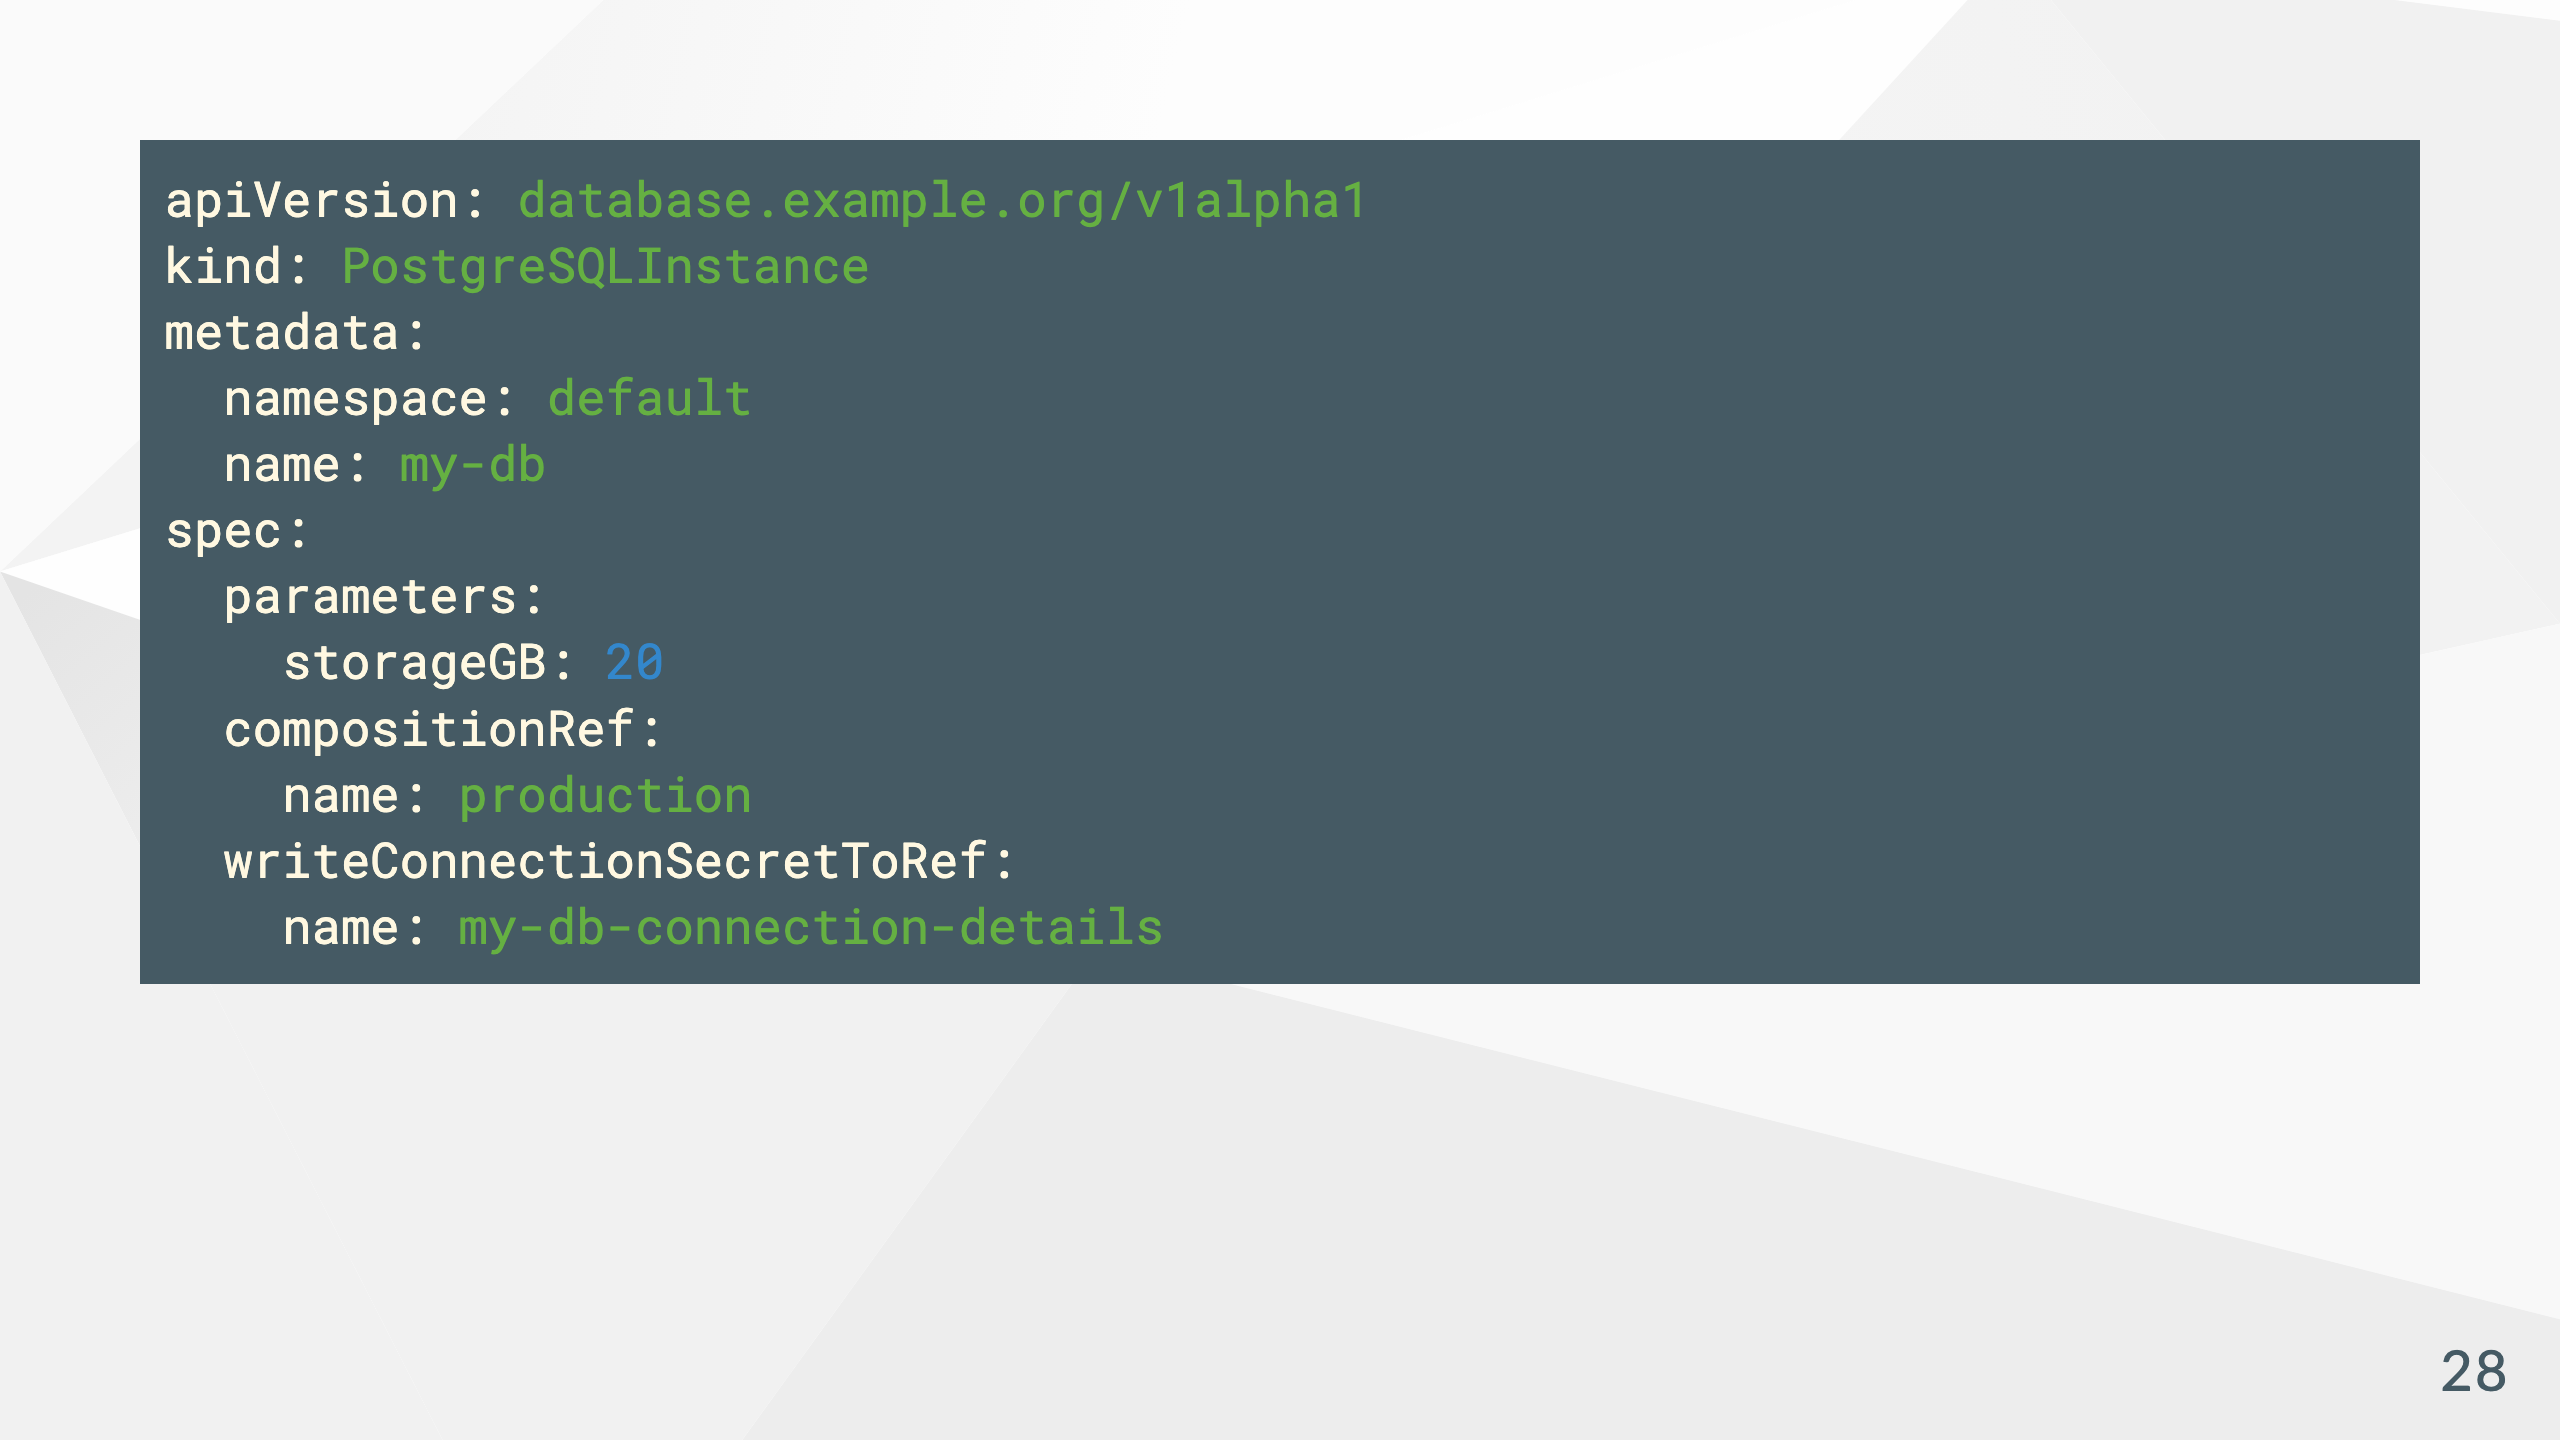 apiVersion: database.example.org/v1alpha1
kind: PostgreSQLInstance
metadata:
  namespace: default
  name: my-db
spec:
  parameters:
    storageGB: 20
  compositionRef:
    name: production
  writeConnectionSecretToRef:
    name: my-db-connection-details
28